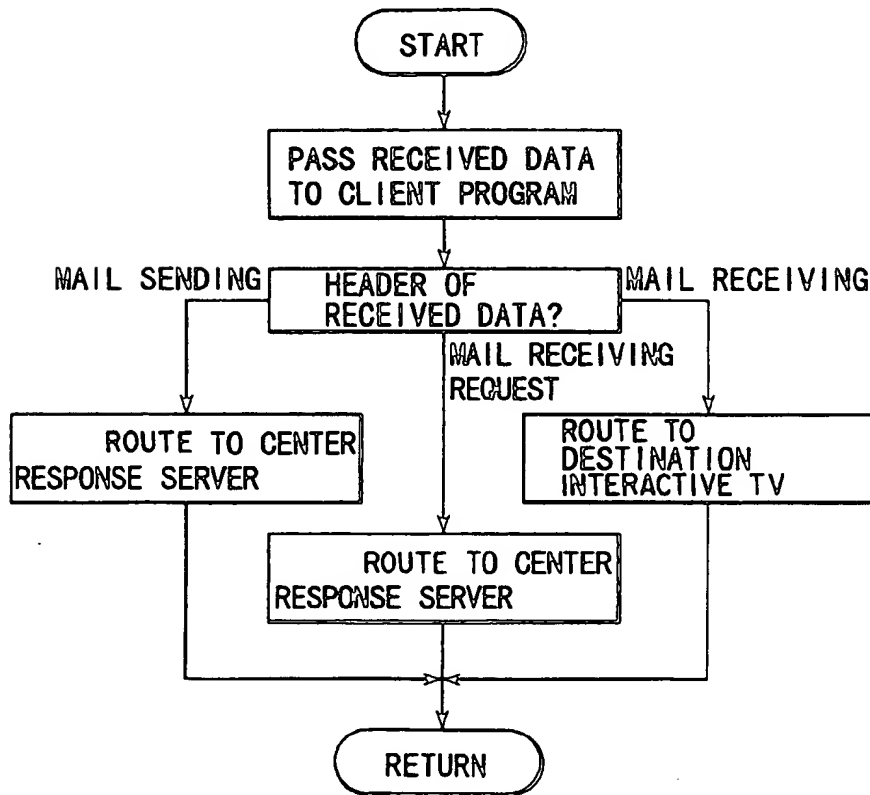 START
PASS RECEIVED DATA
TO CLIENT PROGRAM
MAIL SENDING
HEADER OF
RECEIVED DATA?
MAIL RECEIVING
MAIL RECEIVING
REQUEST
ROUTE TO CENTER
RESPONSE SERVER
ROUTE TO
DESTINATION
INTERACTIVE TV
ROUTE TO CENTER
RESPONSE SERVER
RETURN